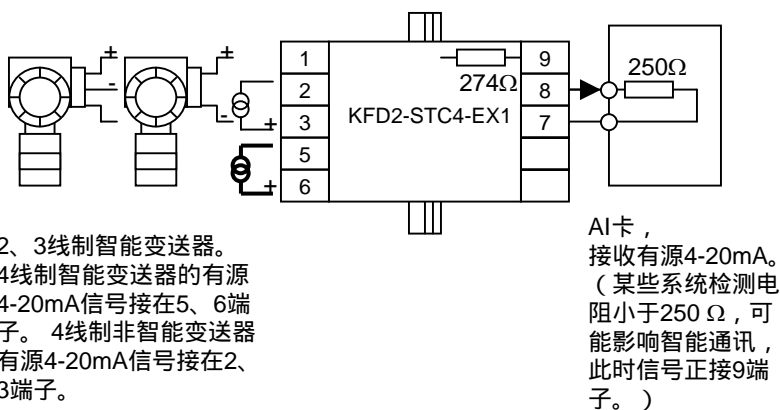 +
-
+
-
+
+
1
2
3
5
6
274Ω
KFD2-STC4-EX1
9
8
7
250Ω
2、3线制智能变送器。
4线制智能变送器的有源
4-20mA信号接在5、6端
子。 4线制非智能变送器
有源4-20mA信号接在2、
3端子。
AI卡，
接收有源4-20mA。
（某些系统检测电
阻小于250 Ω，可
能影响智能通讯，
此时信号正接9端
子。）